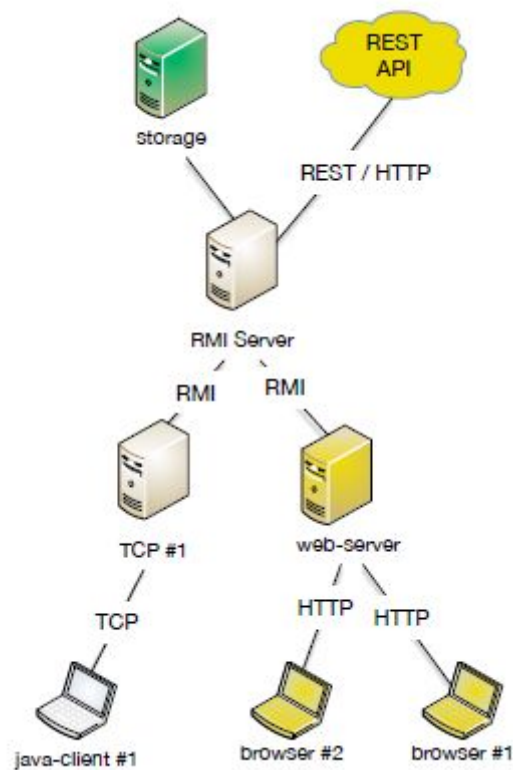 REST
API
storage
REST / HTTP
RMI Server
RMI
RMI
TCP #1
web-server
TCP
HTTP
HTTP
java-client #1
browser #2
browser #1